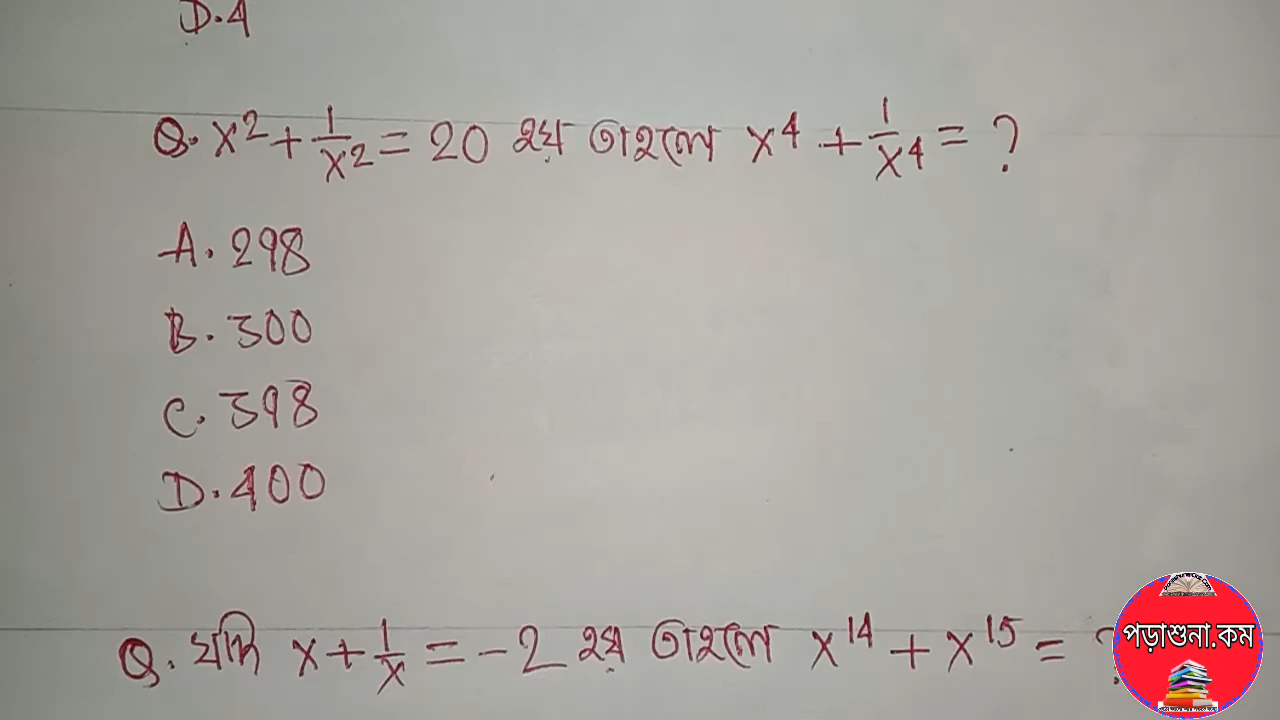 D.4
Q. x² + 1/x² = 20 হয় তাহলে x⁴ + 1/x⁴ = ?
A. 298
B. 300
C. 398
D. 400
Q. যদি x + 1/x = -2 হয় তাহলে x¹⁴ + x¹⁵ = ?
পড়াশুনা.কম